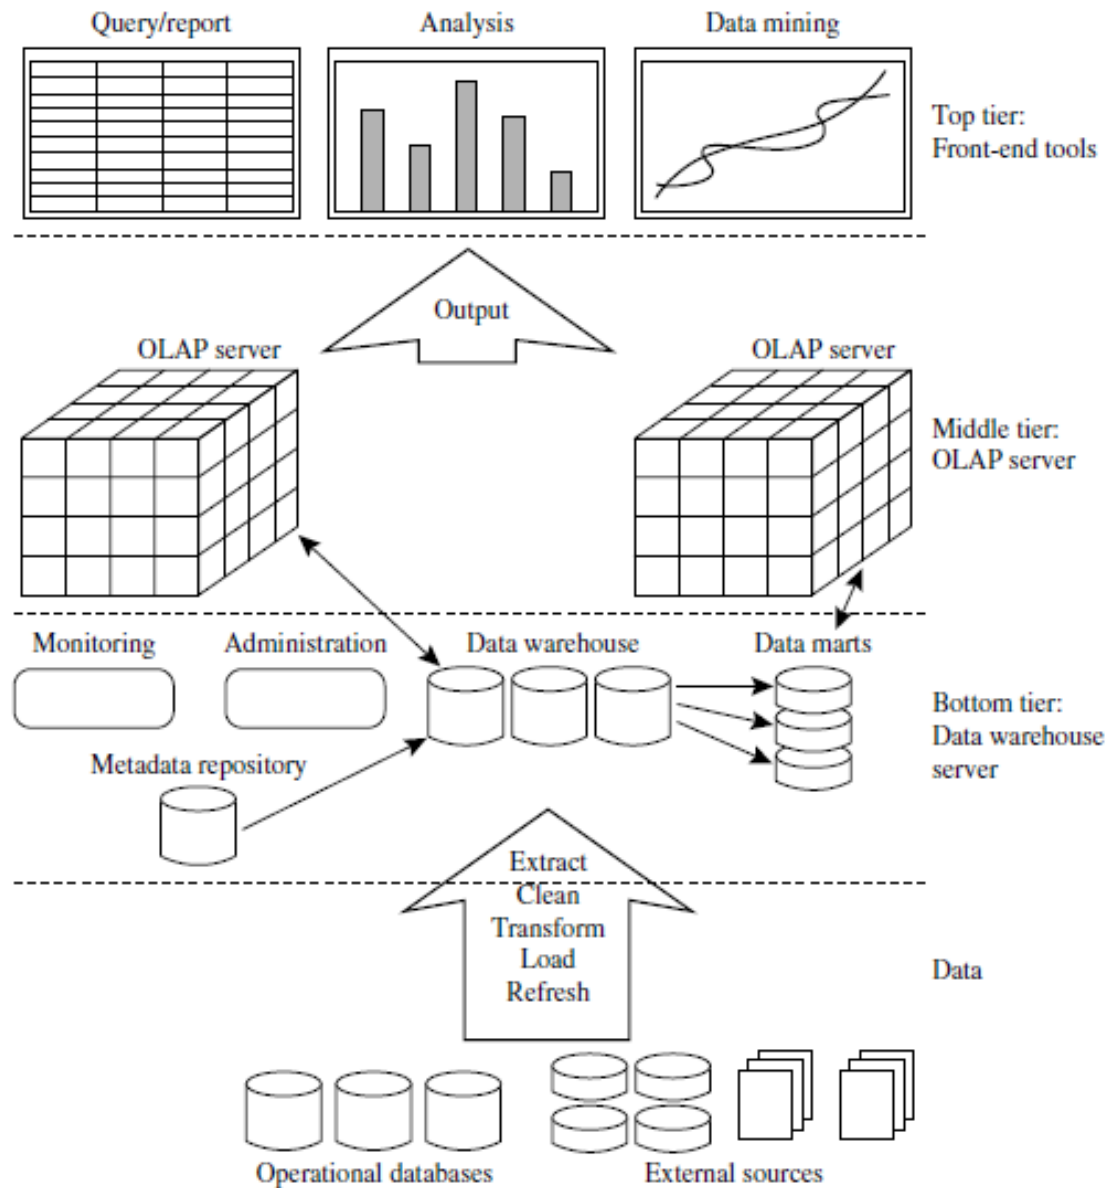 Query/report
Analysis
Data mining
Top tier:
Front-end tools
Output
OLAP server
OLAP server
Middle tier:
OLAP server
Monitoring
Administration
Data warehouse
Data marts
Bottom tier:
Data warehouse
server
Metadata repository
Extract
Clean
Transform
Load
Refresh
Data
Operational databases
External sources